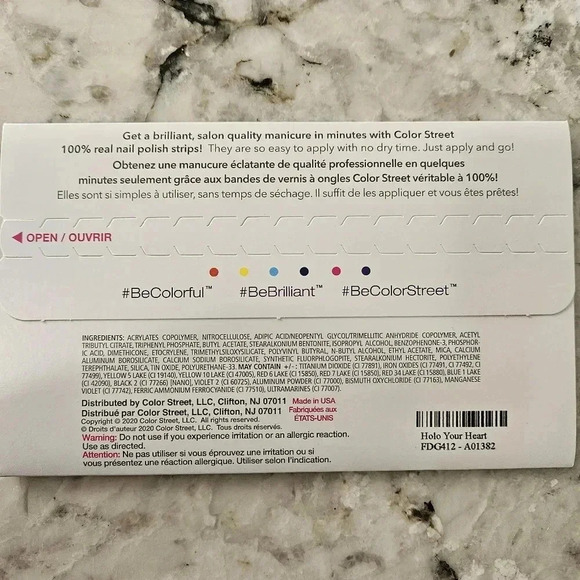 Get a brilliant, salon quality manicure in minutes with Color Street
100% real nail polish strips! They are so easy to apply with no dry time. Just apply and go!
Obtenez une manucure éclatante de qualité professionnelle en quelques
minutes seulement grâce aux bandes de vernis à ongles Color Street véritable à 100%!
Elles sont si simples à utiliser, sans temps de séchage. Il suffit de les appliquer et vous êtes prêtes!
OPEN / OUVRIR
#BeColorful™ #BeBrilliant™ #BeColorStreet™
INGREDIENTS: ACRYLATES COPOLYMER, NITROCELLULOSE, ADIPIC ACID/NEOPENTYL GLYCOL/TRIMELLITIC ANHYDRIDE COPOLYMER, ACETYL
TRIBUTYL CITRATE, TRIPHENYL PHOSPHATE, BUTYL ACETATE, STEARALKONIUM BENTONITE, ISOPROPYL ALCOHOL, BENZOPHENONE-3, PHOSPHOR-
IC ACID, DIMETHICONE, ETOCRYLENE, TRIMETHYLSILOXYSILICATE, POLYVINYL BUTYRAL, N-BUTYL ALCOHOL, ETHYL ACETATE, MICA, CALCIUM
ALUMINUM BOROSILICATE, CALCIUM SODIUM BOROSILICATE, SYNTHETIC FLUORPHLOGOPITE, STEARALKONIUM HECTORITE, POLYETHYLENE
TEREPHTHALATE, SILICA, TIN OXIDE, POLYURETHANE-33. MAY CONTAIN +/-: TITANIUM DIOXIDE (CI 77891), IRON OXIDES (CI 77491, CI 77492, CI
77499), YELLOW 5 LAKE (CI 19140), YELLOW 10 LAKE (CI 47005), RED 6 LAKE (CI 15850), RED 7 LAKE (CI 15850), RED 34 LAKE (CI 15880), BLUE 1 LAKE
(CI 42090), BLACK 2 (CI 77266) [NANO], VIOLET 2 (CI 60725), ALUMINUM POWDER (CI 77000), BISMUTH OXYCHLORIDE (CI 77163), MANGANESE
VIOLET (CI 77742), FERRIC AMMONIUM FERROCYANIDE (CI 77510), ULTRAMARINES (CI 77007).
Distributed by Color Street, LLC, Clifton, NJ 07011 Made in USA
Distribué par Color Street, LLC, Clifton, NJ 07011 Fabriquées aux
Copyright © 2020 Color Street, LLC. All rights reserved. ÉTATS-UNIS
© Droits d'auteur 2020 Color Street, LLC. Tous droits réservés.
Warning: Do not use if you experience irritation or an allergic reaction.
Use as directed.
Attention: Ne pas utiliser si vous éprouvez une irritation ou si
vous présentez une réaction allergique. Utiliser selon l'indication.
Holo Your Heart
FDG412 - A01382